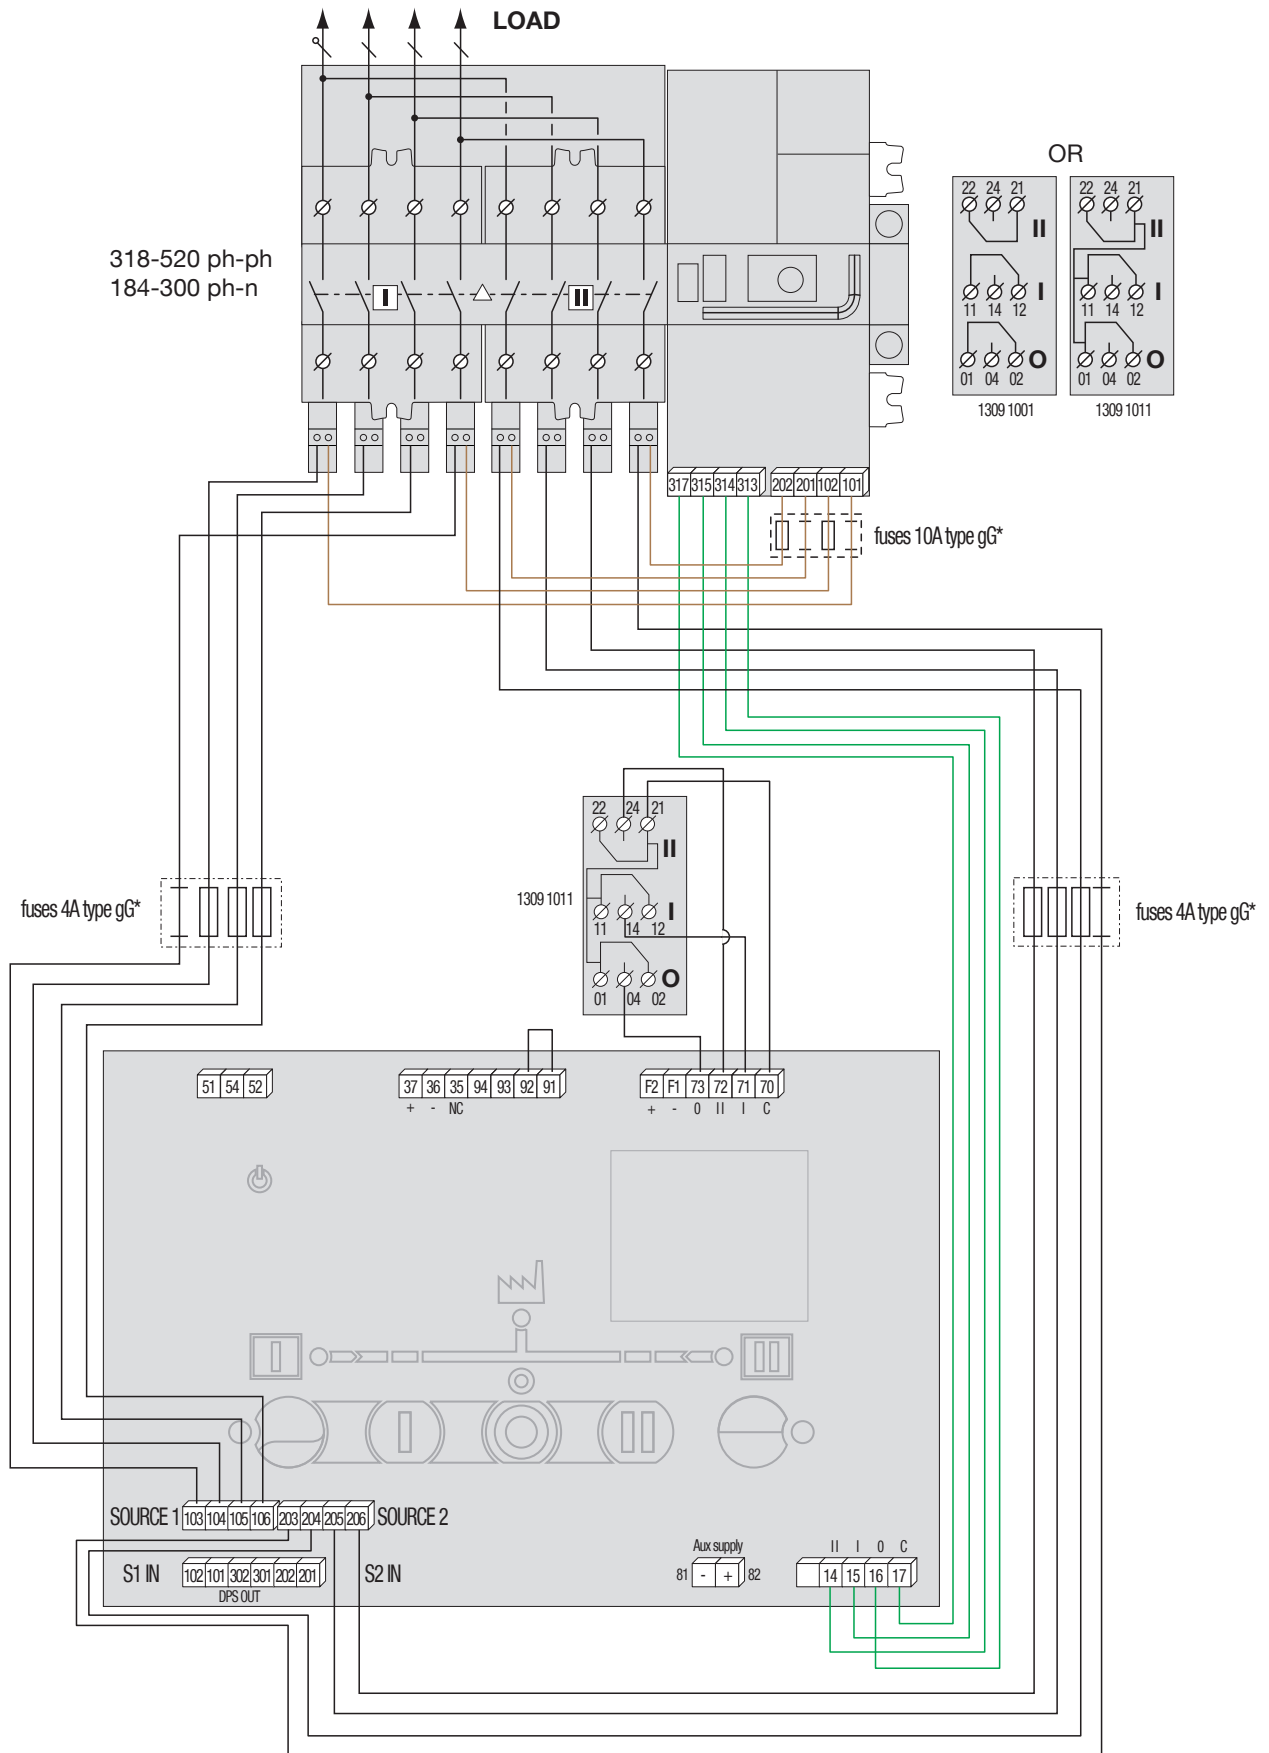 LOAD
OR
22 24 21
II
11 14 12
I
01 04 02
O
1309 1001
22 24 21
II
11 14 12
I
01 04 02
O
1309 1011
318-520 ph-ph
184-300 ph-n
I
II
317 315 314 313
202 201 102 101
fuses 10A type gG*
22 24 21
II
1309 1011
I
11 14 12
O
01 04 02
fuses 4A type gG*
fuses 4A type gG*
51 54 52
37 36 35 94 93 92 91
+ - NC
F2 F1 73 72 71 70
+ - 0 II I C
SOURCE 1
103 104 105 106 203 204 205 206
SOURCE 2
S1 IN
102 101 302 301 202 201
S2 IN
DPS OUT
Aux supply
81 - + 82
II I 0 C
14 15 16 17